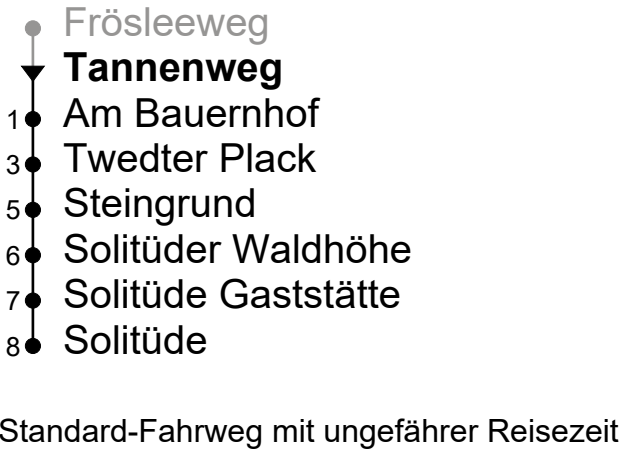 Frösleeweg
Tannenweg
1 Am Bauernhof
3 Twedter Plack
5 Steingrund
6 Solitüder Waldhöhe
7 Solitüde Gaststätte
8 Solitüde
Standard-Fahrweg mit ungefährer Reisezeit